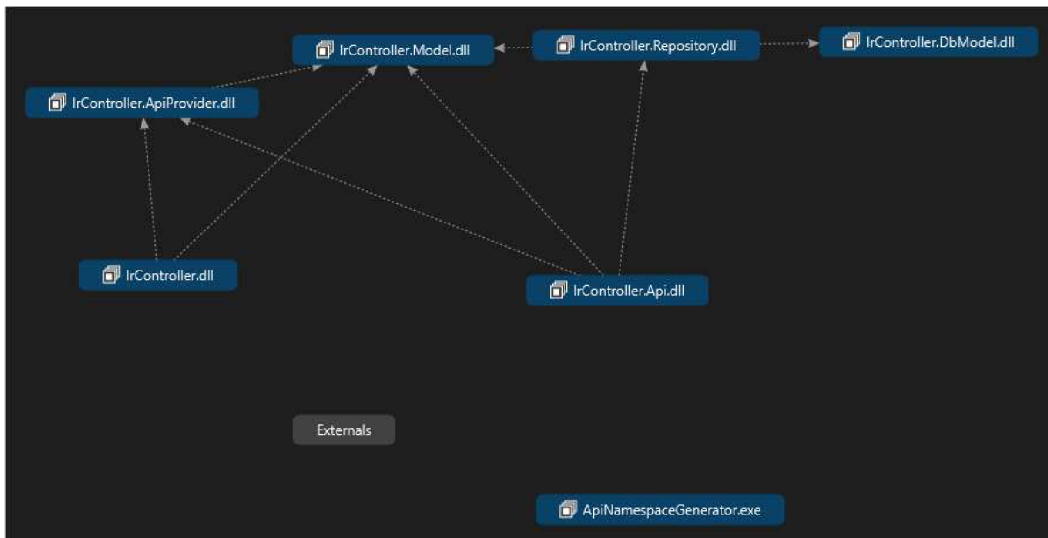 IrController.Model.dll
IrController.Repository.dll
IrController.DbModel.dll
IrController.ApiProvider.dll
IrController.dll
IrController.Api.dll
Externals
ApiNamespaceGenerator.exe